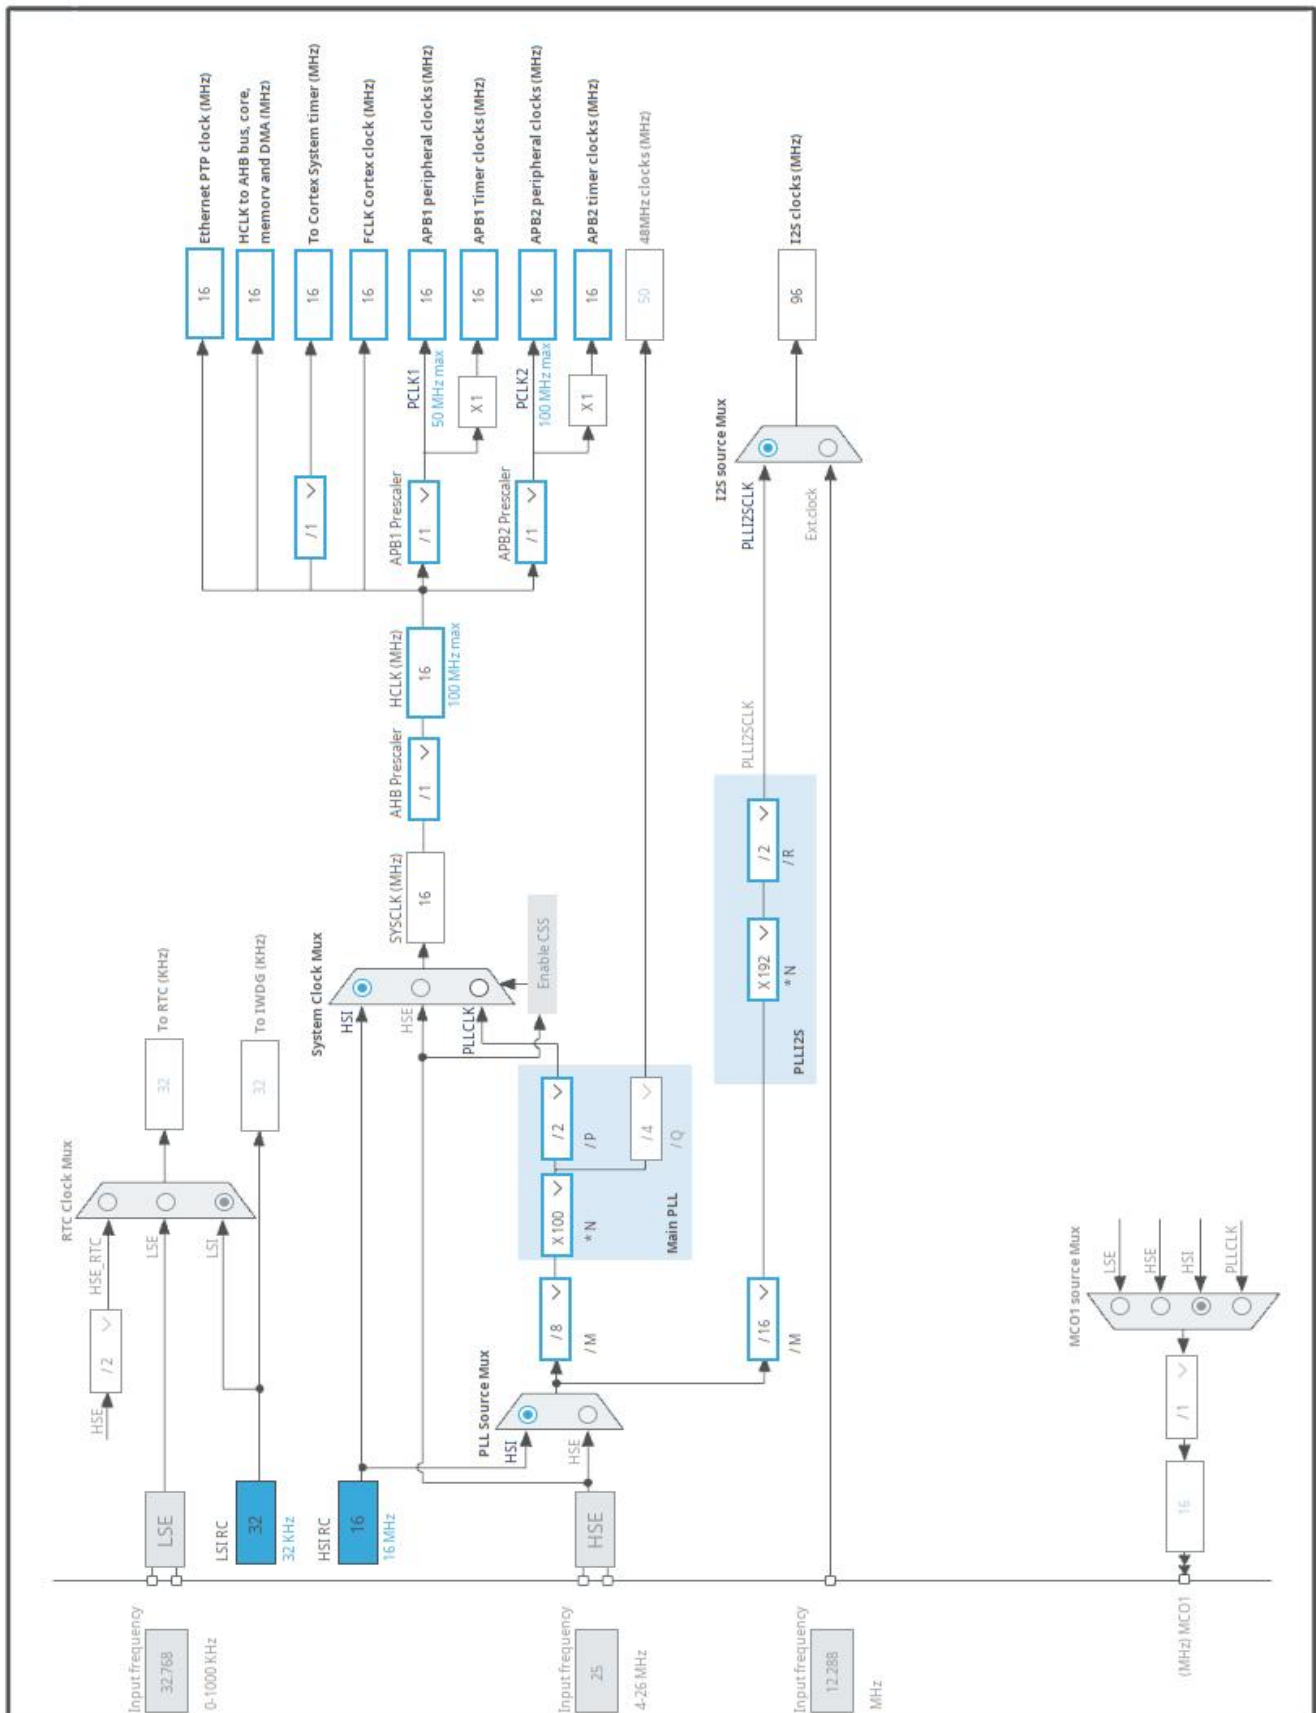 Input frequency
32.768
0-1000 KHz
LSE
LSI RC
32
32 KHz
HSI RC
16
16 MHz
Input frequency
25
4-26 MHz
HSE
Input frequency
12.288
MHz
HSE
/ 2
HSE_RTC
LSE
LSI
RTC Clock Mux
32
To RTC (KHz)
32
To IWDG (KHz)
PLL Source Mux
HSI
HSE
/ 8
/ M
X 100
* N
/ 2
/ P
/ 4
/ Q
Main PLL
/ 16
/ M
X 192
* N
/ 2
/ R
PLLI2S
PLLI2SCLK
System Clock Mux
HSI
HSE
PLLCLK
Enable CSS
SYSCLK (MHz)
16
AHB Prescaler
/ 1
HCLK (MHz)
16
100 MHz max
/ 1
APB1 Prescaler
/ 1
PCLK1
50 MHz max
X 1
APB2 Prescaler
/ 1
PCLK2
100 MHz max
X 1
16
Ethernet PTP clock (MHz)
16
HCLK to AHB bus, core,
memory and DMA (MHz)
16
To Cortex System timer (MHz)
16
FCLK Cortex clock (MHz)
16
APB1 peripheral clocks (MHz)
16
APB1 Timer clocks (MHz)
16
APB2 peripheral clocks (MHz)
16
APB2 timer clocks (MHz)
50
48MHz clocks (MHz)
I2S source Mux
PLLI2SCLK
Ext.clock
96
I2S clocks (MHz)
MCO1 source Mux
LSE
HSE
HSI
PLLCLK
/ 1
16
(MHz) MCO1